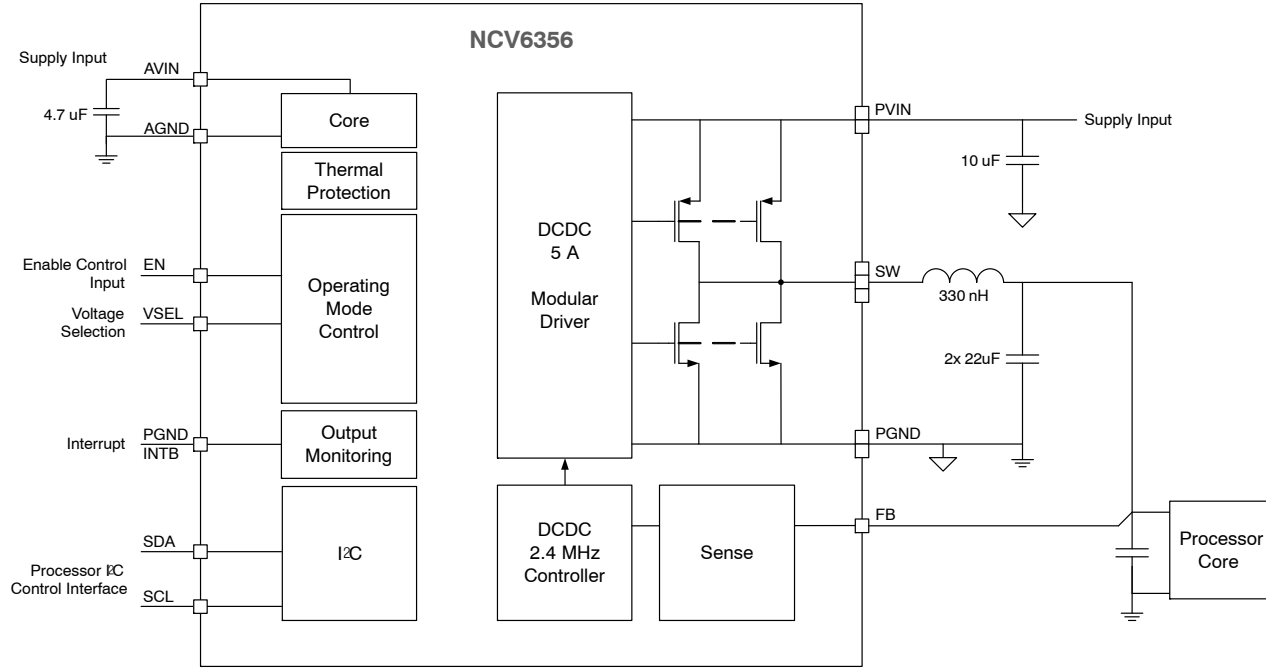 NCV6356
Supply Input
AVIN
4.7 uF
AGND
Core
Thermal
Protection
Enable Control
Input
EN
Voltage
Selection
VSEL
Operating
Mode
Control
Interrupt
PGND
INTB
Output
Monitoring
SDA
Processor I²C
Control Interface
SCL
I²C
DCDC
5 A
Modular
Driver
DCDC
2.4 MHz
Controller
Sense
PVIN
Supply Input
10 uF
SW
330 nH
2x 22uF
PGND
FB
Processor
Core